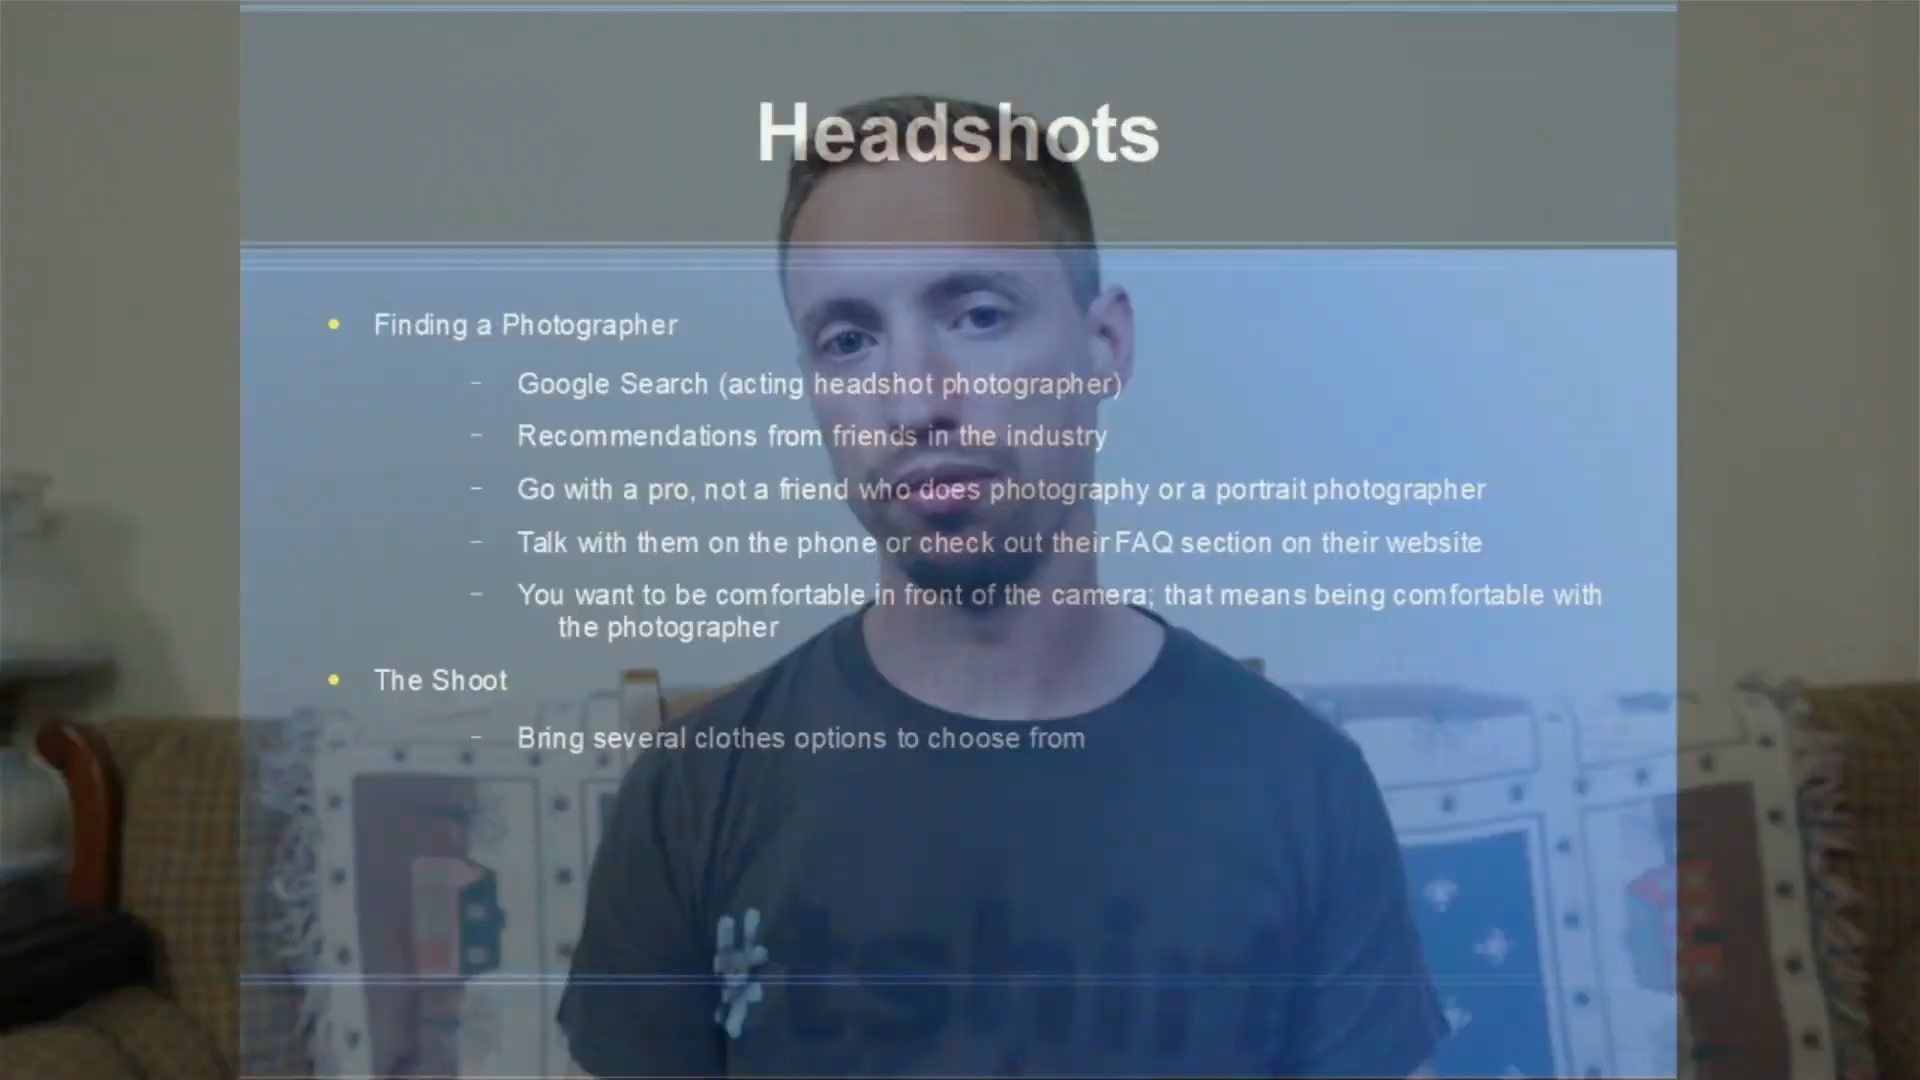 Headshots
• Finding a Photographer
– Google Search (acting headshot photographer)
– Recommendations from friends in the industry
– Go with a pro, not a friend who does photography or a portrait photographer
– Talk with them on the phone or check out their FAQ section on their website
– You want to be comfortable in front of the camera; that means being comfortable with
the photographer
• The Shoot
– Bring several clothes options to choose from
#tshirt